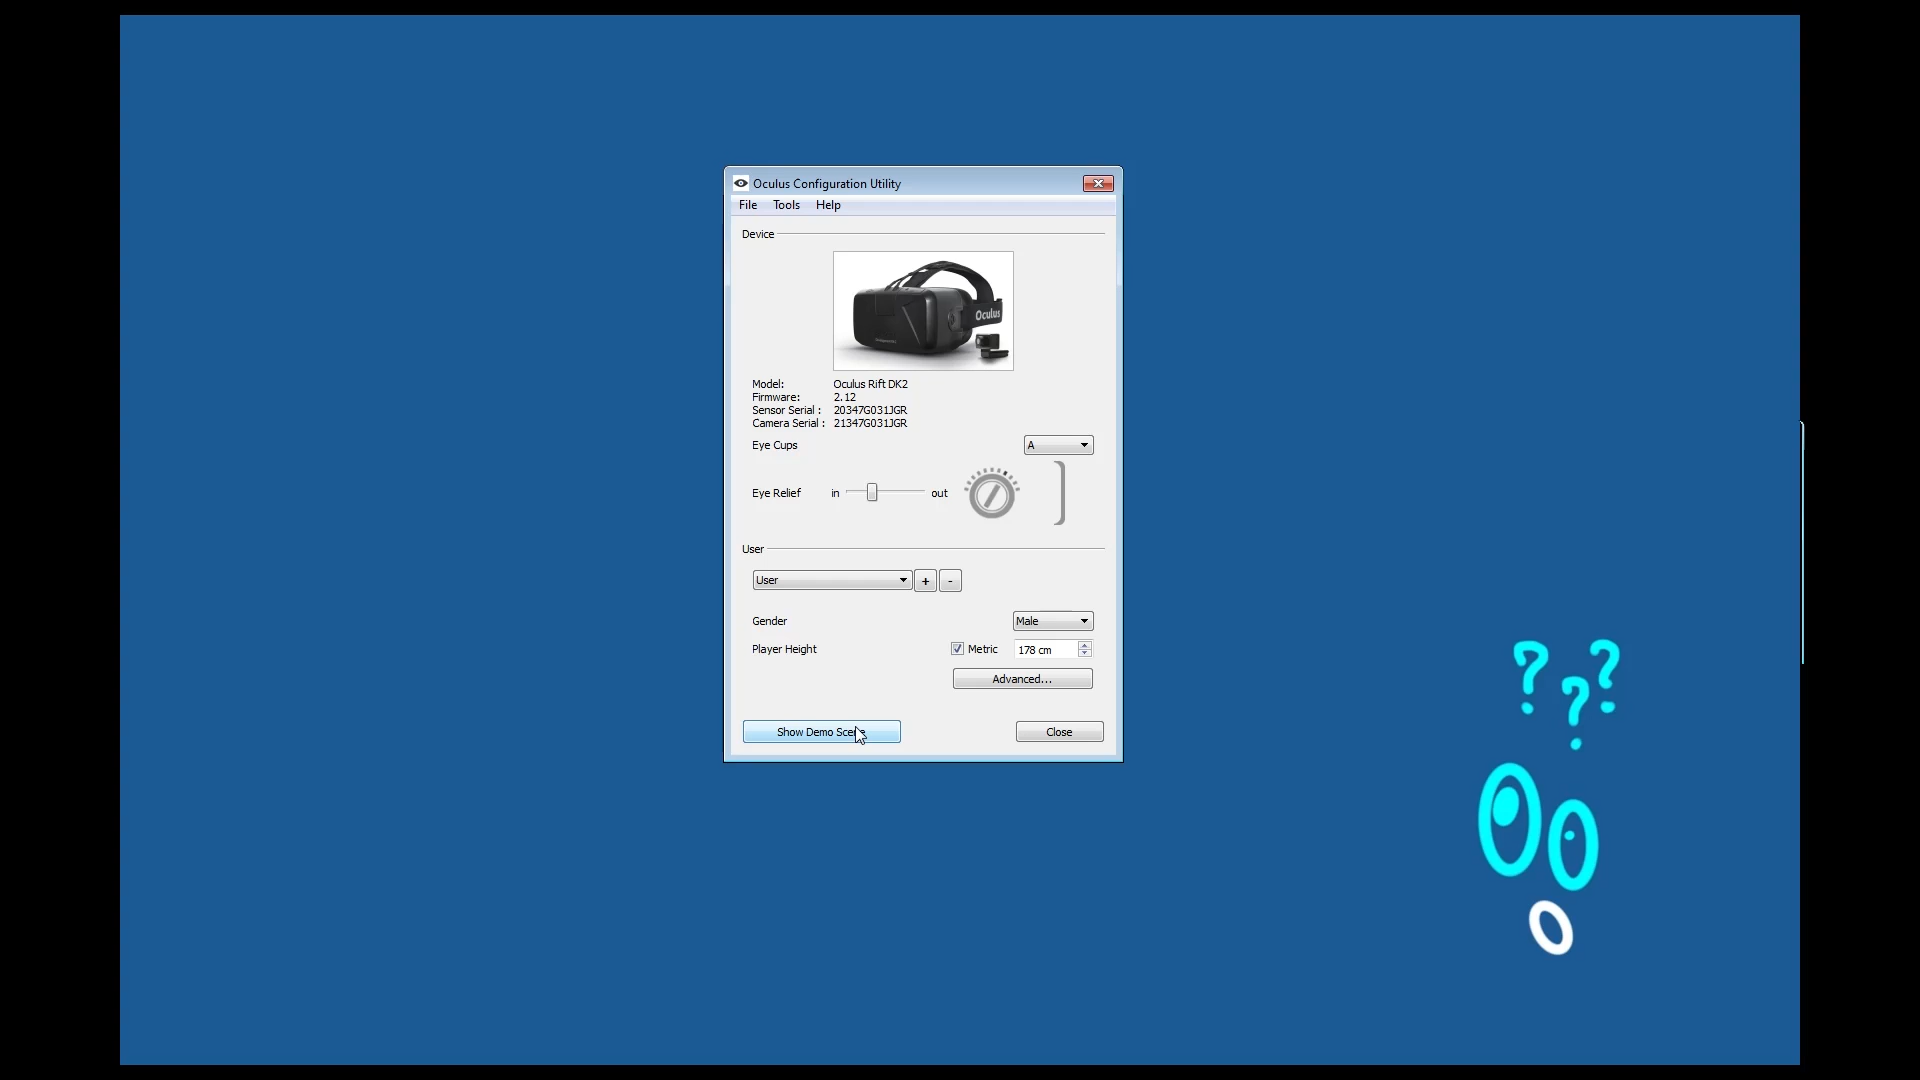 Oculus Configuration Utility
File Tools Help
Device
Oculus
Model: Oculus Rift DK2
Firmware: 2.12
Sensor Serial : 20347G031JGR
Camera Serial : 21347G031JGR
Eye Cups A
Eye Relief in out
User
User + -
Gender Male
Player Height Metric 178 cm
Advanced...
Show Demo Scene Close
? ? ?